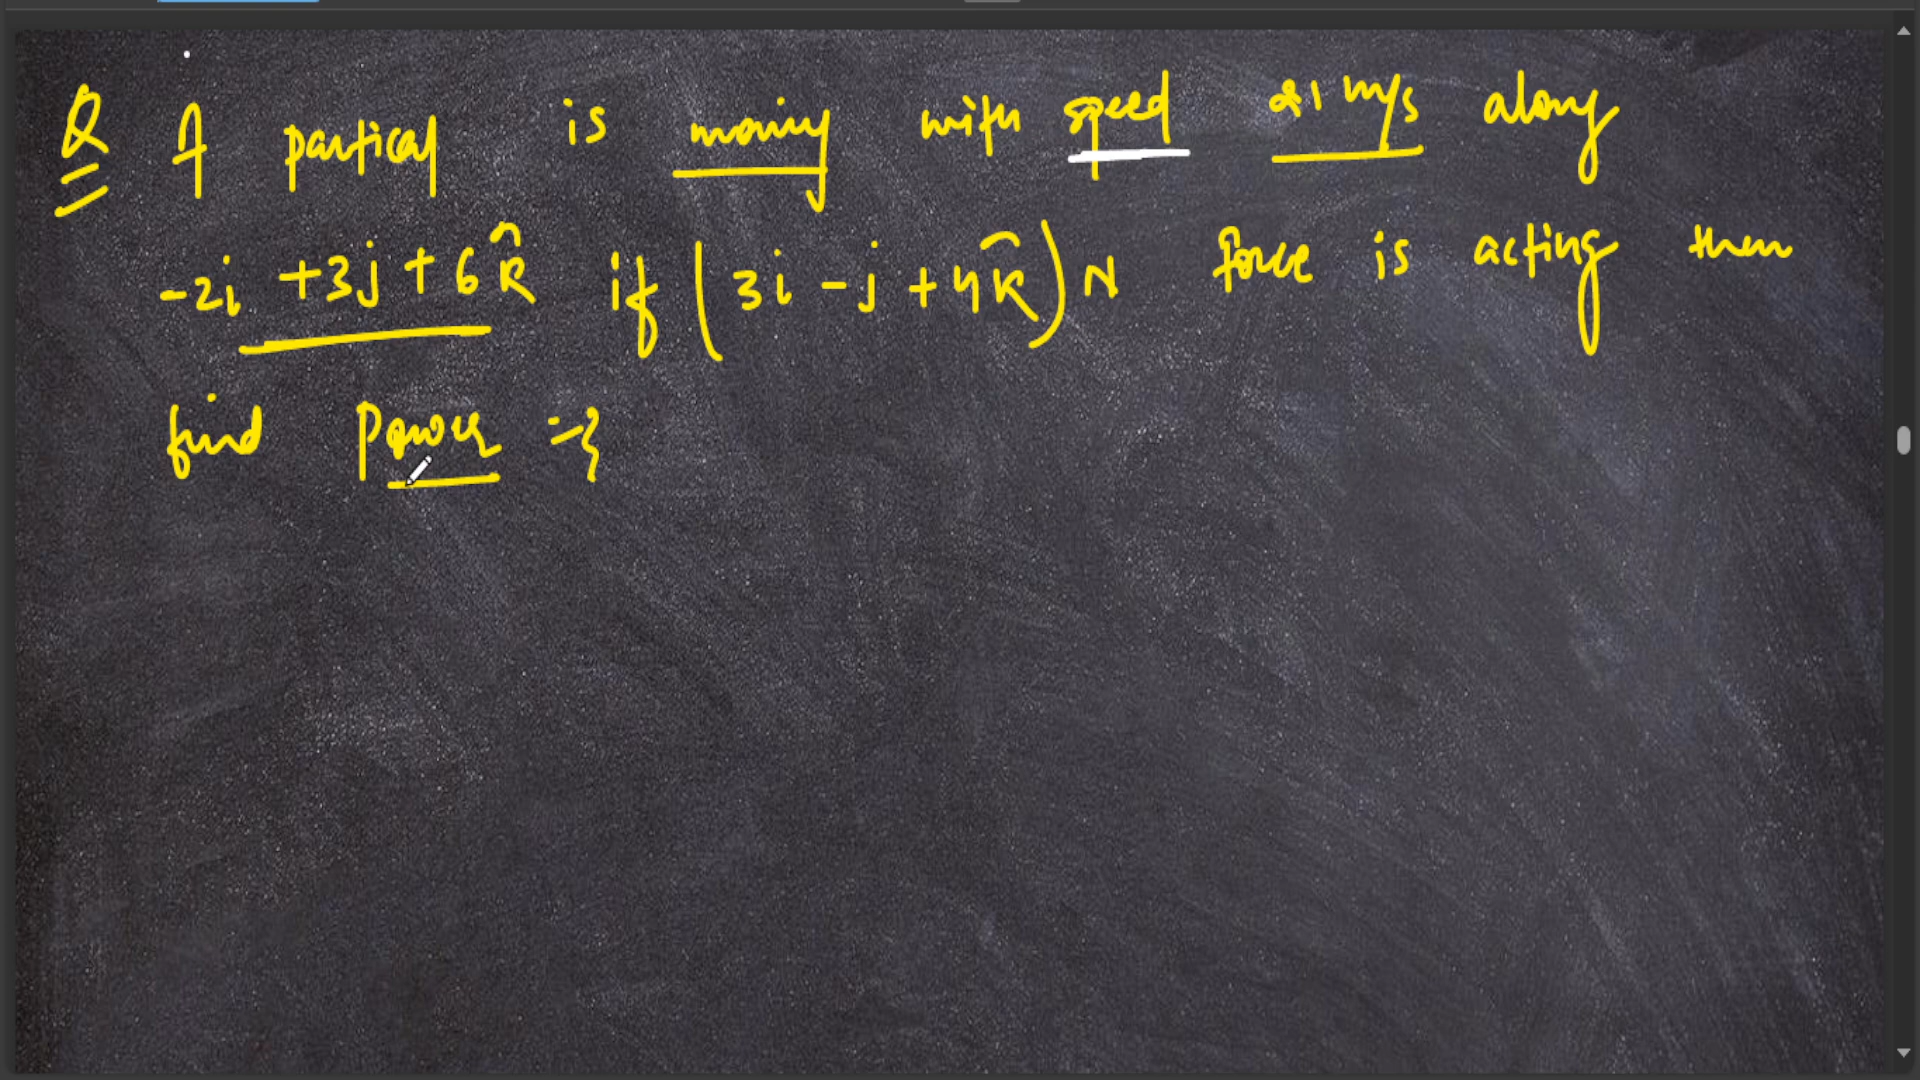 Q A partical is moving with speed 21 m/s along
-2i + 3j + 6k̂ if (3i - j + 4k̂) N force is acting then
find Power :-}